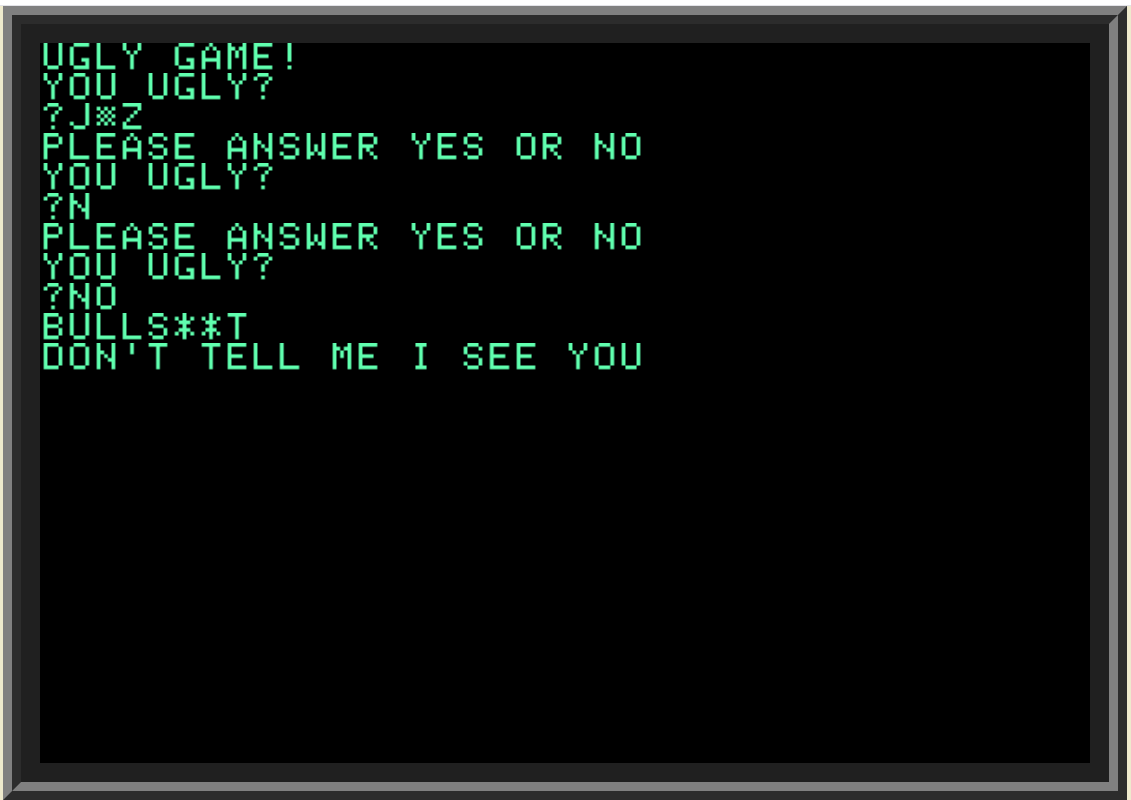 UGLY GAME!
YOU UGLY?
?J※Z
PLEASE ANSWER YES OR NO
YOU UGLY?
?N
PLEASE ANSWER YES OR NO
YOU UGLY?
?NO
BULLS**T
DON'T TELL ME I SEE YOU